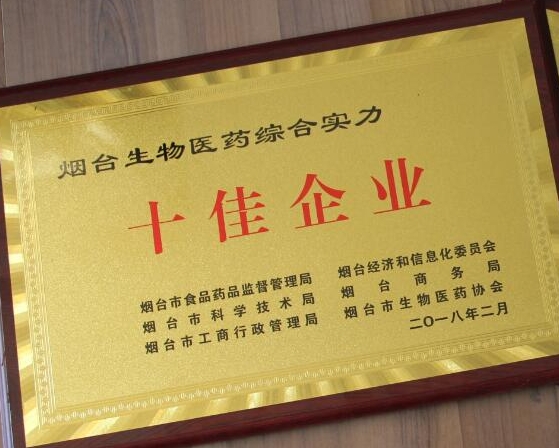 烟台生物医药综合实力
十佳企业
烟台市食品药品监督管理局 烟台经济和信息化委员会
烟台市科学技术局 烟台商务局
烟台市工商行政管理局 烟台市生物医药协会
二〇一八年二月